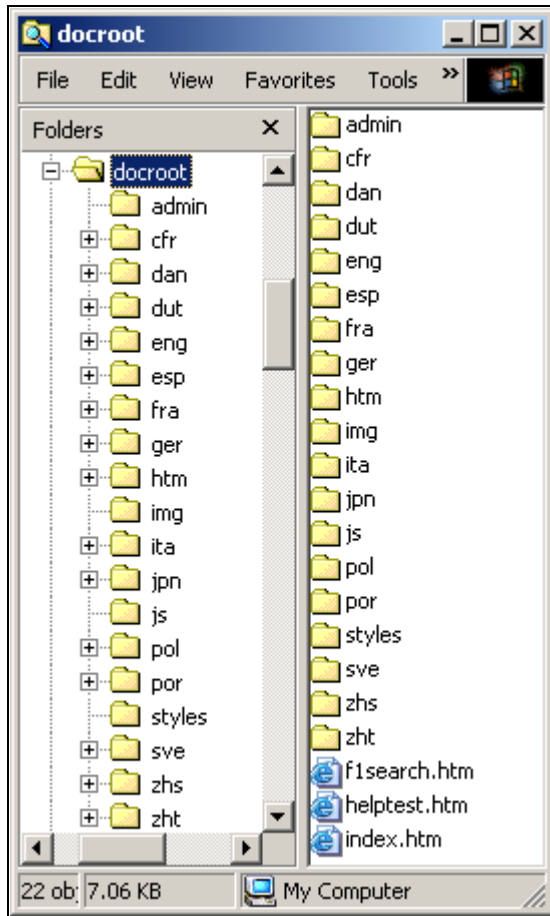 docroot
File Edit View Favorites Tools »
Folders
docroot
admin
cfr
dan
dut
eng
esp
fra
ger
htm
img
ita
jpn
js
pol
por
styles
sve
zhs
zht
admin
cfr
dan
dut
eng
esp
fra
ger
htm
img
ita
jpn
js
pol
por
styles
sve
zhs
zht
f1search.htm
helptest.htm
index.htm
22 obj 7.06 KB My Computer